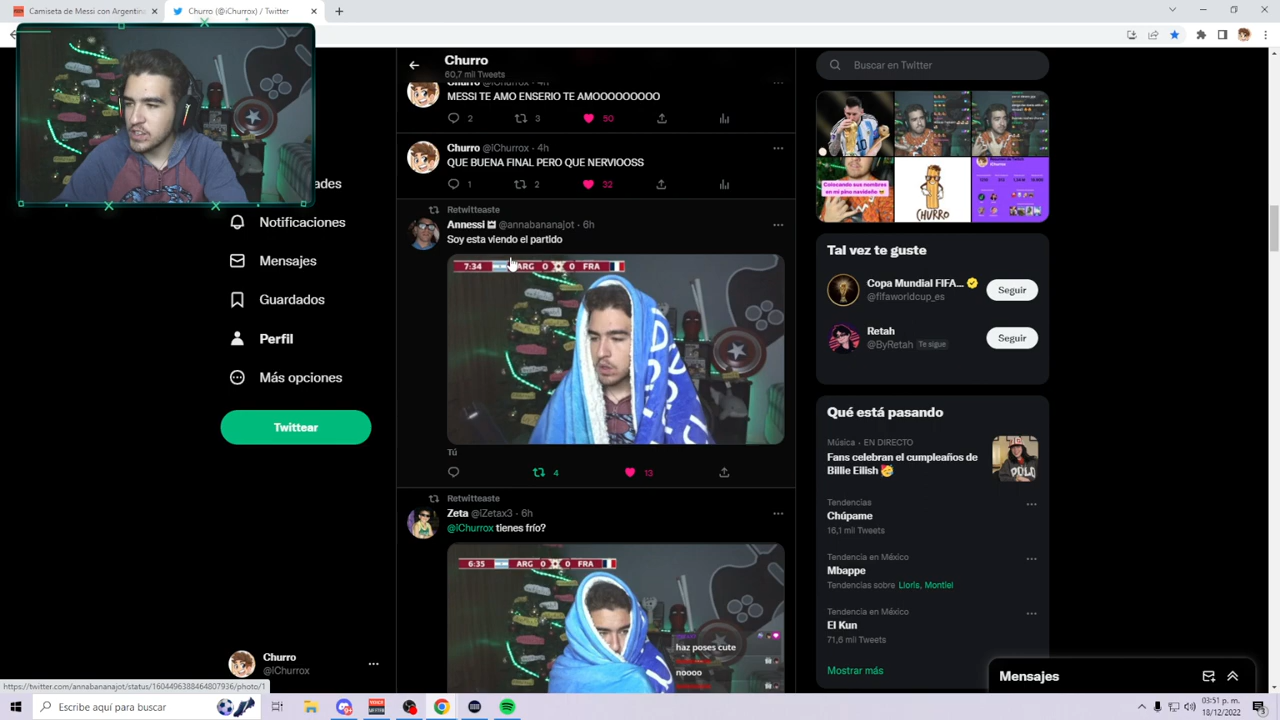 Camiseta de Messi con Argentina
Churro (@iChurrox) / Twitter
Churro
60,7 mil Tweets
Churro @iChurrox · 4h
MESSI TE AMO ENSERIO TE AMOOOOOOOOO
2 3 50
Churro @iChurrox · 4h
QUE BUENA FINAL PERO QUE NERVIOOSS
1 2 32
Retwitteaste
Annessi @annabananajot · 6h
Soy esta viendo el partido
7:34 ARG 0 0 FRA
Tú
4 13
Retwitteaste
Zeta @iZetax3 · 6h
@iChurrox tienes frío?
6:35 ARG 0 0 FRA
haz poses cute
noooo
ades
Notificaciones
Mensajes
Guardados
Perfil
Más opciones
Twittear
Churro
@iChurrox
Buscar en Twitter
Colocando sus nombres
en mi pino navideño
CHURRO
Tal vez te guste
Copa Mundial FIFA...
@fifaworldcup_es
Seguir
Retah
@ByRetah Te sigue
Seguir
Qué está pasando
Música · EN DIRECTO
Fans celebran el cumpleaños de
Billie Eilish
POLO
Tendencias
Chúpame
16,1 mil Tweets
Tendencia en México
Mbappe
Tendencias sobre Lloris, Montiel
Tendencia en México
El Kun
71,6 mil Tweets
Mostrar más
Mensajes
https://twitter.com/annabananajot/status/1604496388464807936/photo/1
Escribe aquí para buscar
03:51 p. m.
18/12/2022
3